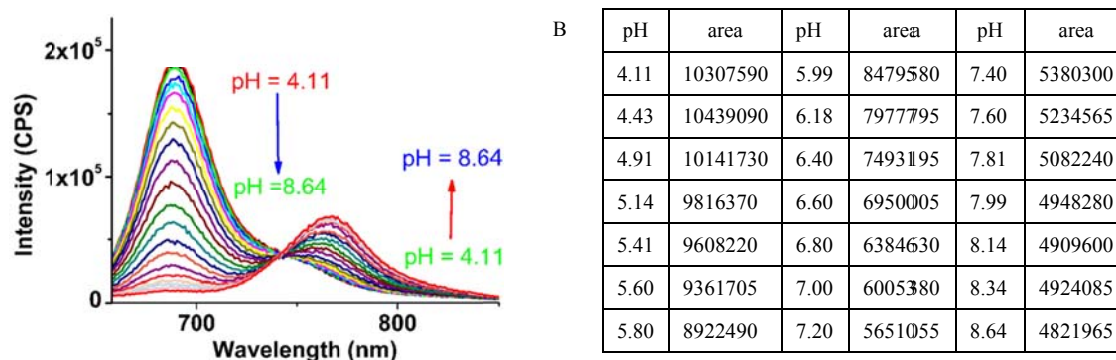 2x10⁵
1x10⁵
0
Intensity (CPS)
pH = 4.11
pH =8.64
pH = 8.64
pH = 4.11
700
800
Wavelength (nm)
B
pH area pH area pH area
4.11 10307590 5.99 8479580 7.40 5380300
4.43 10439090 6.18 7977795 7.60 5234565
4.91 10141730 6.40 7493195 7.81 5082240
5.14 9816370 6.60 6950005 7.99 4948280
5.41 9608220 6.80 6384630 8.14 4909600
5.60 9361705 7.00 6005380 8.34 4924085
5.80 8922490 7.20 5651055 8.64 4821965